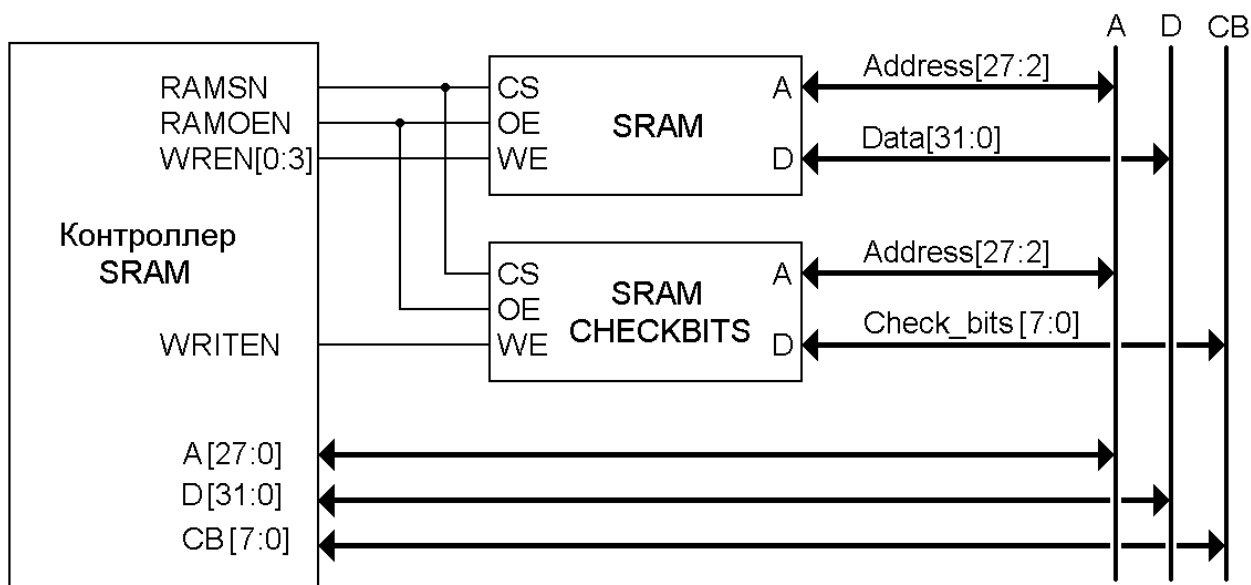 A D CB
RAMSN CS A Address[27:2]
RAMOEN OE SRAM
WREN[0:3] WE D Data[31:0]
Контроллер
SRAM
CS A Address[27:2]
OE SRAM
CHECKBITS
WRITEN WE D Check_bits[7:0]
A[27:0]
D[31:0]
CB[7:0]